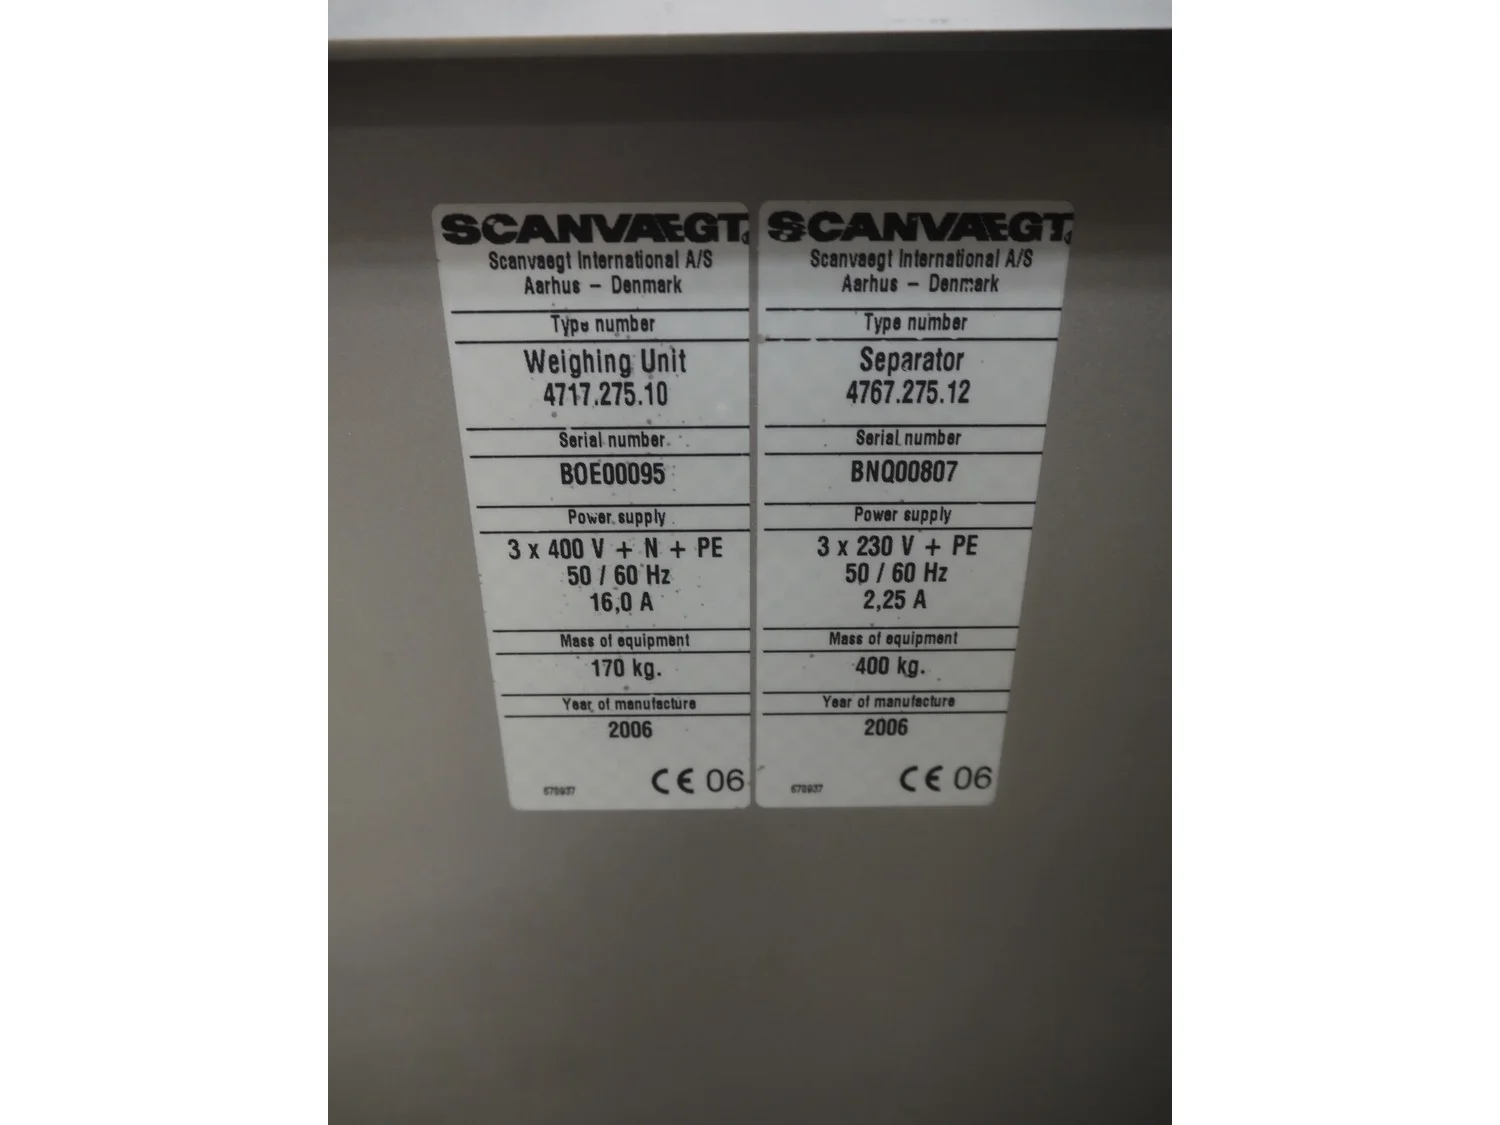 SCANVAEGT
Scanvaegt International A/S
Aarhus – Denmark
Type number
Weighing Unit
4717.275.10
Serial number
BOE00095
Power supply
3 x 400 V + N + PE
50 / 60 Hz
16,0 A
Mass of equipment
170 kg.
Year of manufacture
2006
CE 06
678937
SCANVAEGT
Scanvaegt International A/S
Aarhus – Denmark
Type number
Separator
4767.275.12
Serial number
BNQ00807
Power supply
3 x 230 V + PE
50 / 60 Hz
2,25 A
Mass of equipment
400 kg.
Year of manufacture
2006
CE 06
678937